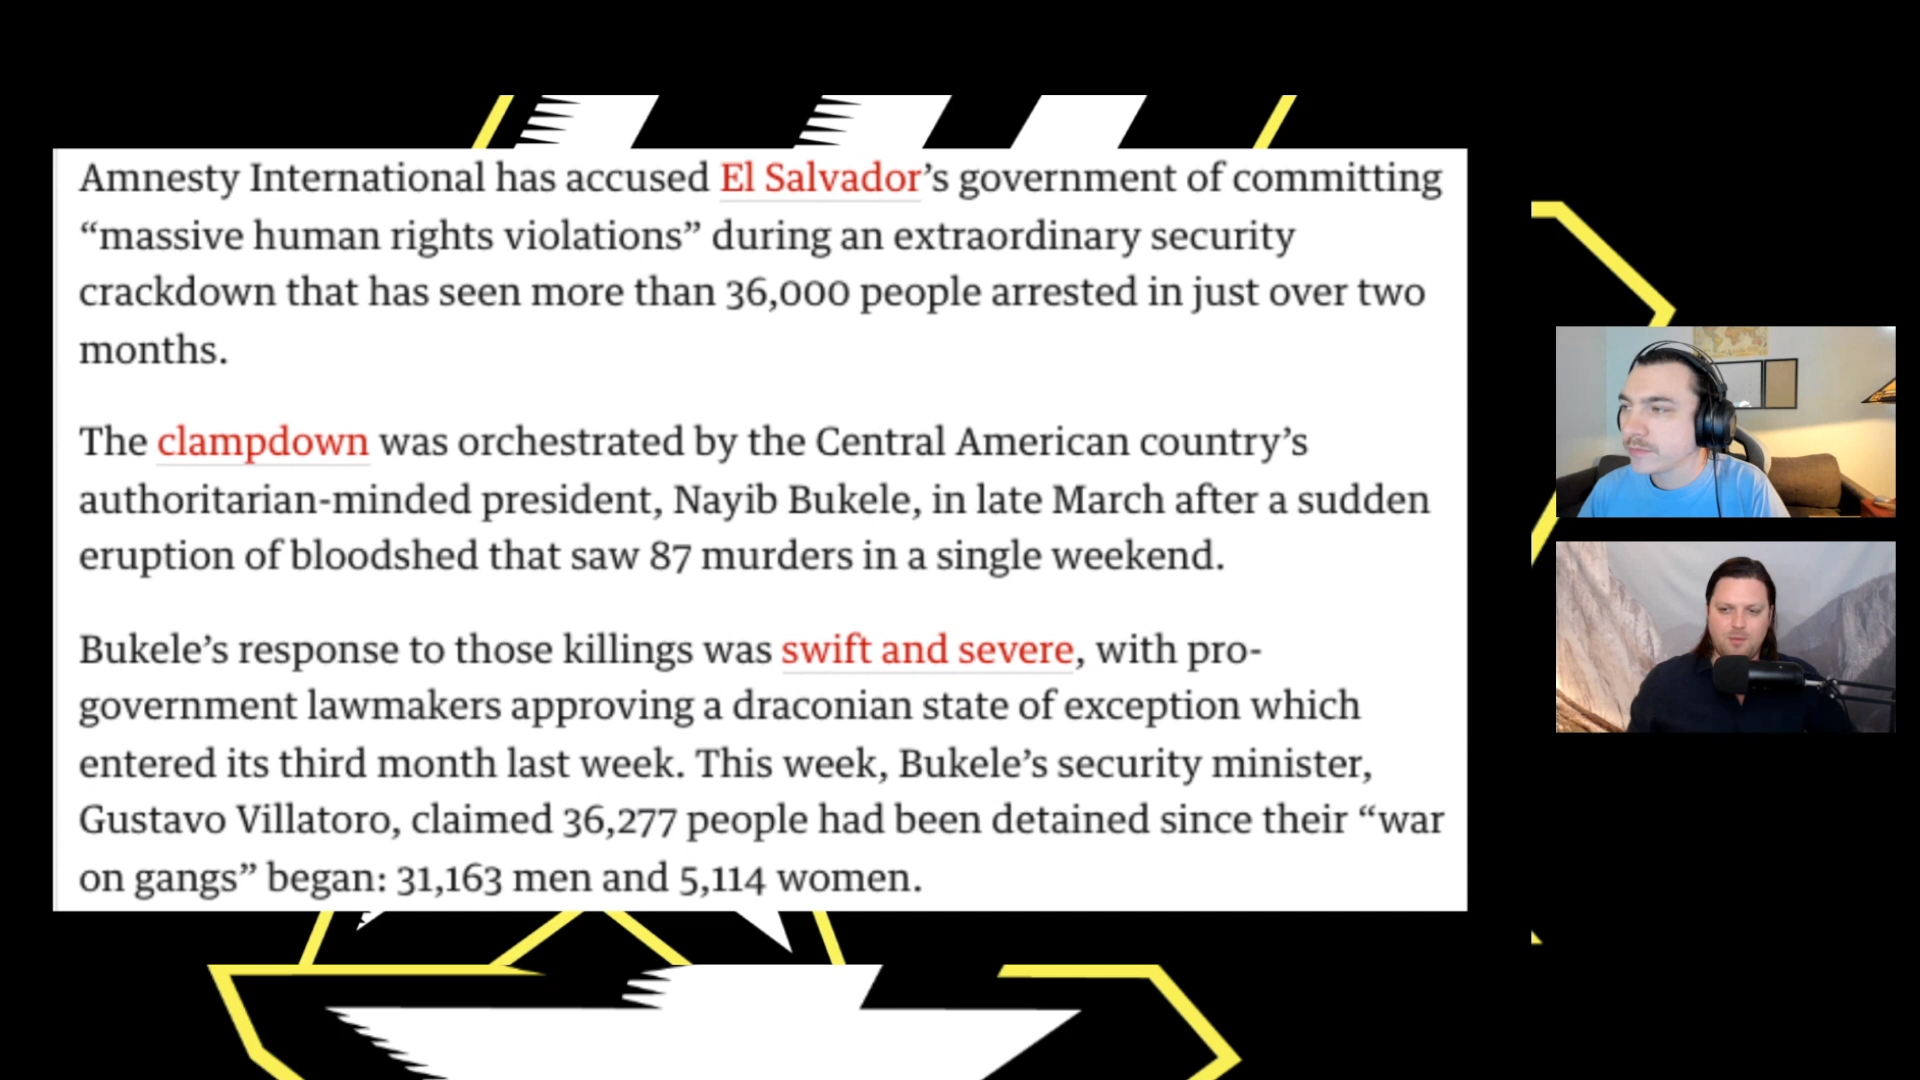 Amnesty International has accused El Salvador’s government of committing
“massive human rights violations” during an extraordinary security
crackdown that has seen more than 36,000 people arrested in just over two
months.
The clampdown was orchestrated by the Central American country’s
authoritarian-minded president, Nayib Bukele, in late March after a sudden
eruption of bloodshed that saw 87 murders in a single weekend.
Bukele’s response to those killings was swift and severe, with pro-
government lawmakers approving a draconian state of exception which
entered its third month last week. This week, Bukele’s security minister,
Gustavo Villatoro, claimed 36,277 people had been detained since their “war
on gangs” began: 31,163 men and 5,114 women.